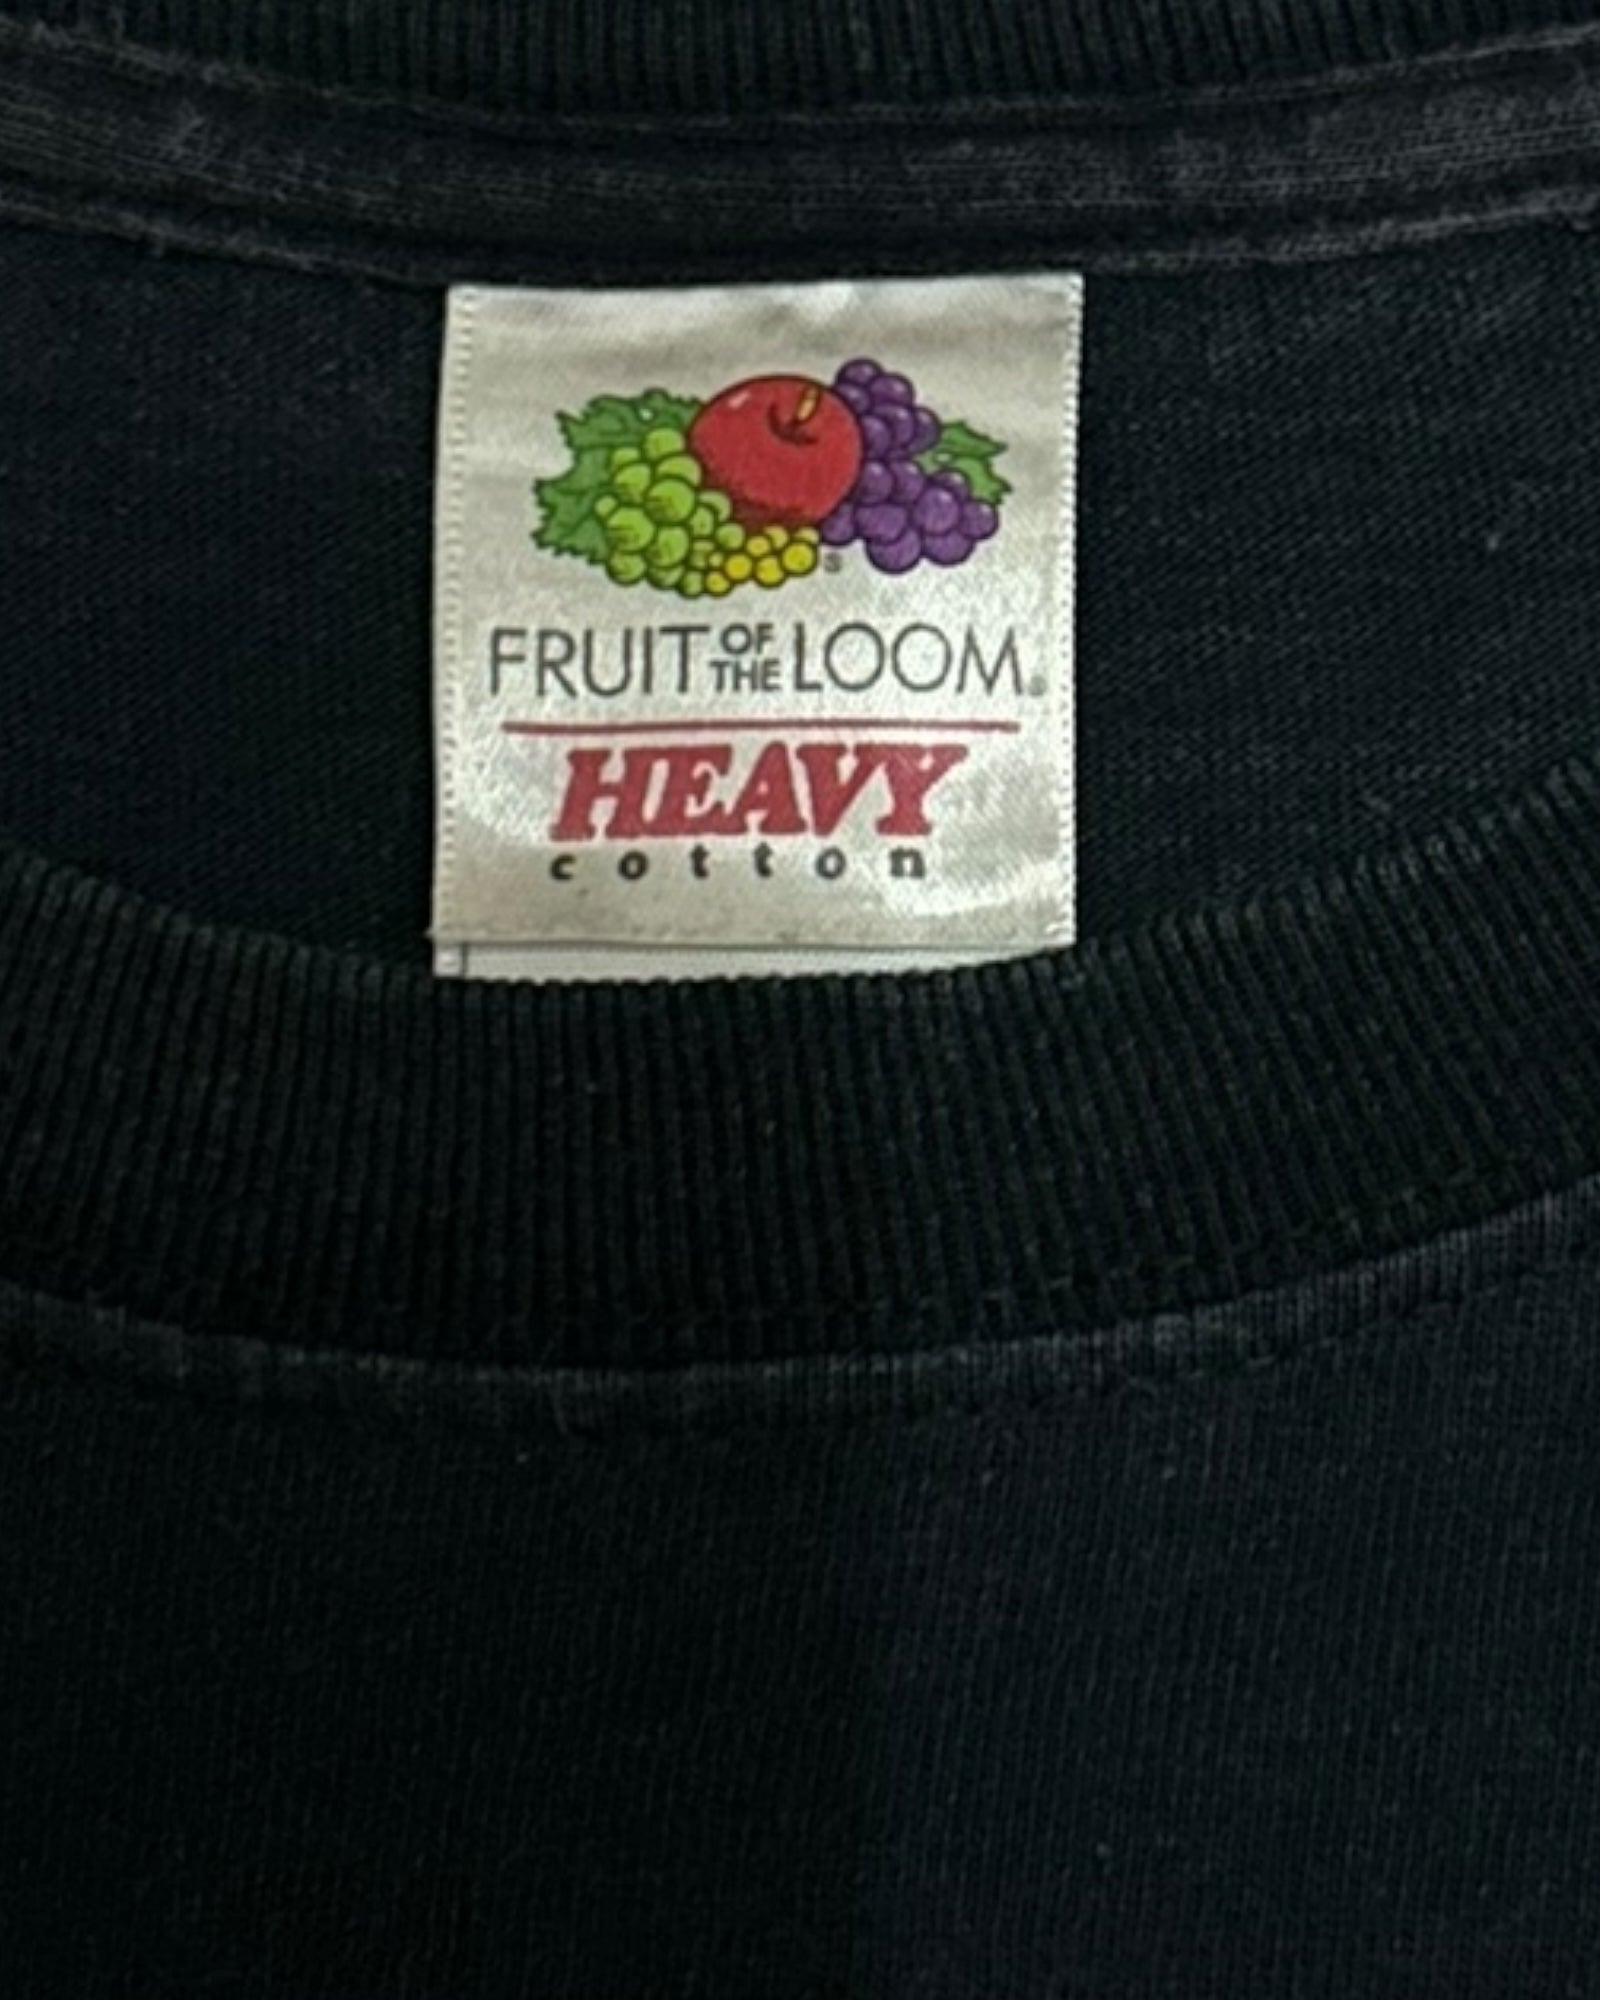 FRUIT OF THE LOOM®
HEAVY
cotton